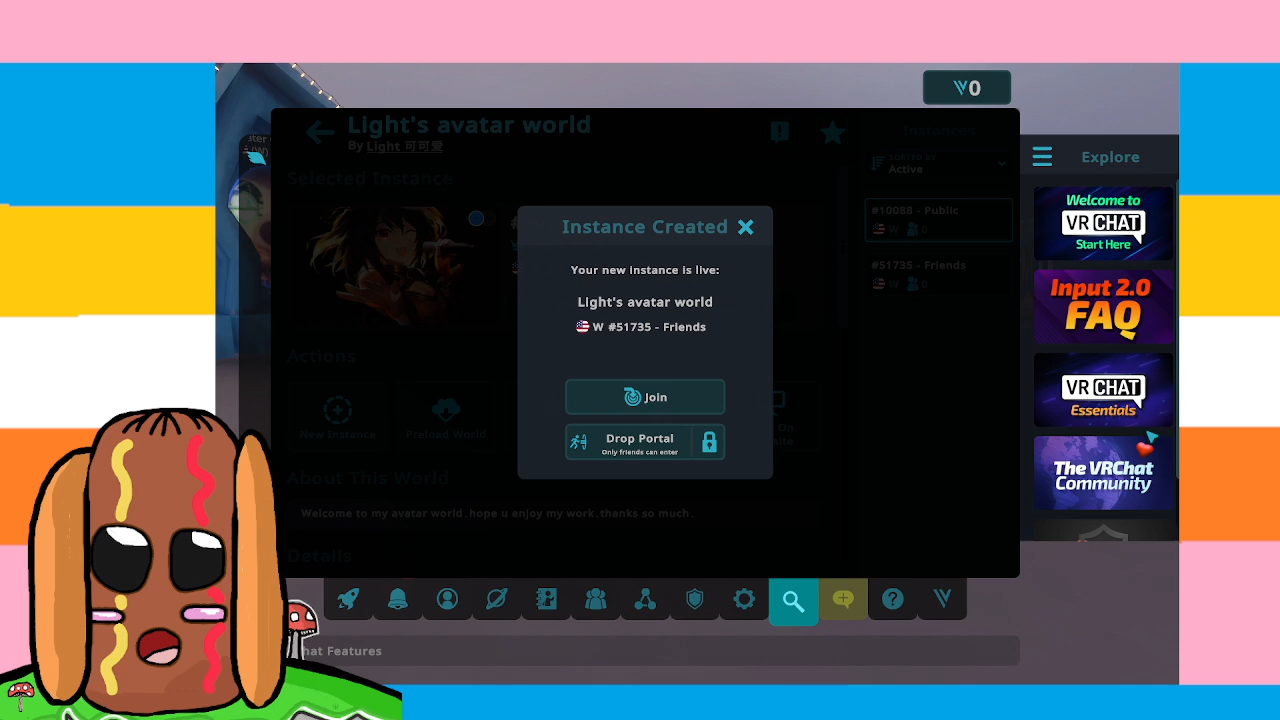 V0
Light's avatar world
By Light 可可愛
Selected Instance
Instances
SORTED BY
Active
#10088 - Public
W 0
#51735 - Friends
W 0
Instance Created
Your new instance is live:
Light's avatar world
W #51735 - Friends
Join
Drop Portal
Only friends can enter
Actions
New Instance
Preload World
About This World
Welcome to my avatar world‚hope u enjoy my work‚thanks so much‚
Details
Explore
Welcome to
VRCHAT
Start Here
Input 2.0
FAQ
VRCHAT
Essentials
The VRChat
Community
hat Features